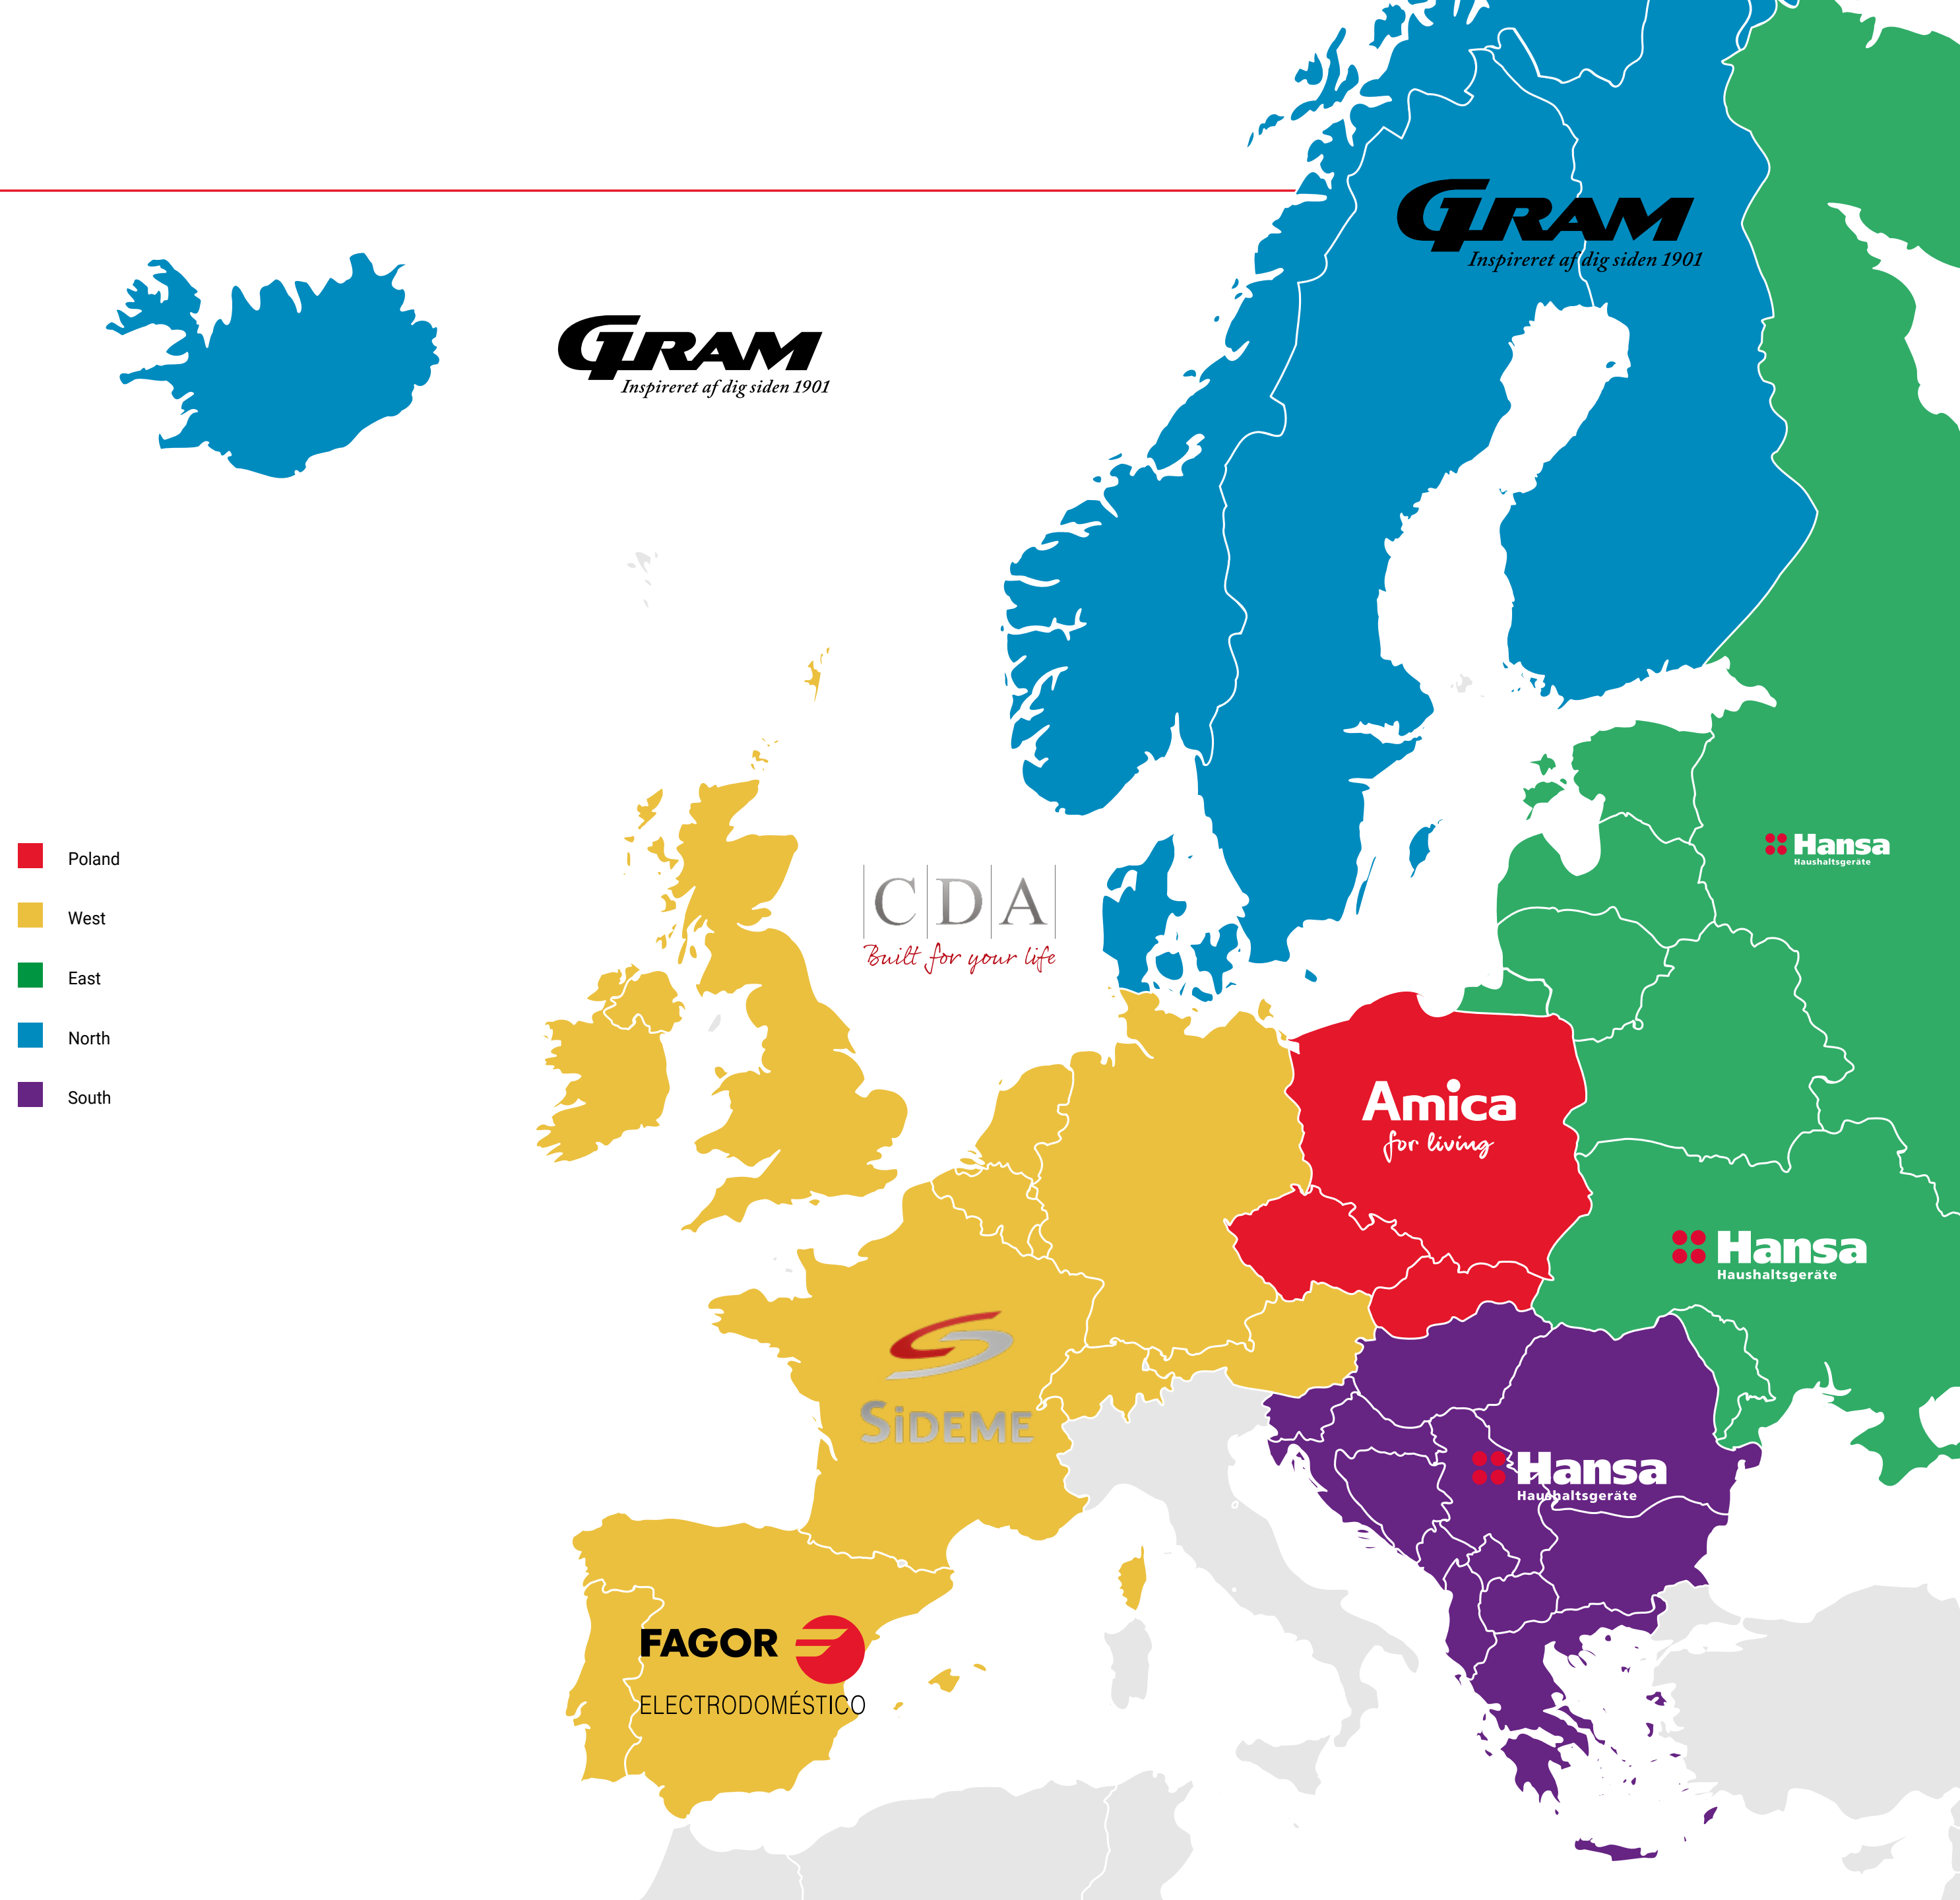 GRAM
Inspireret af dig siden 1901
GRAM
Inspireret af dig siden 1901
Poland
West
East
North
South
CDA
Built for your life
Hansa
Haushaltsgeräte
Amica
for living
Hansa
Haushaltsgeräte
SiDEME
Hansa
Haushaltsgeräte
FAGOR
ELECTRODOMÉSTICO